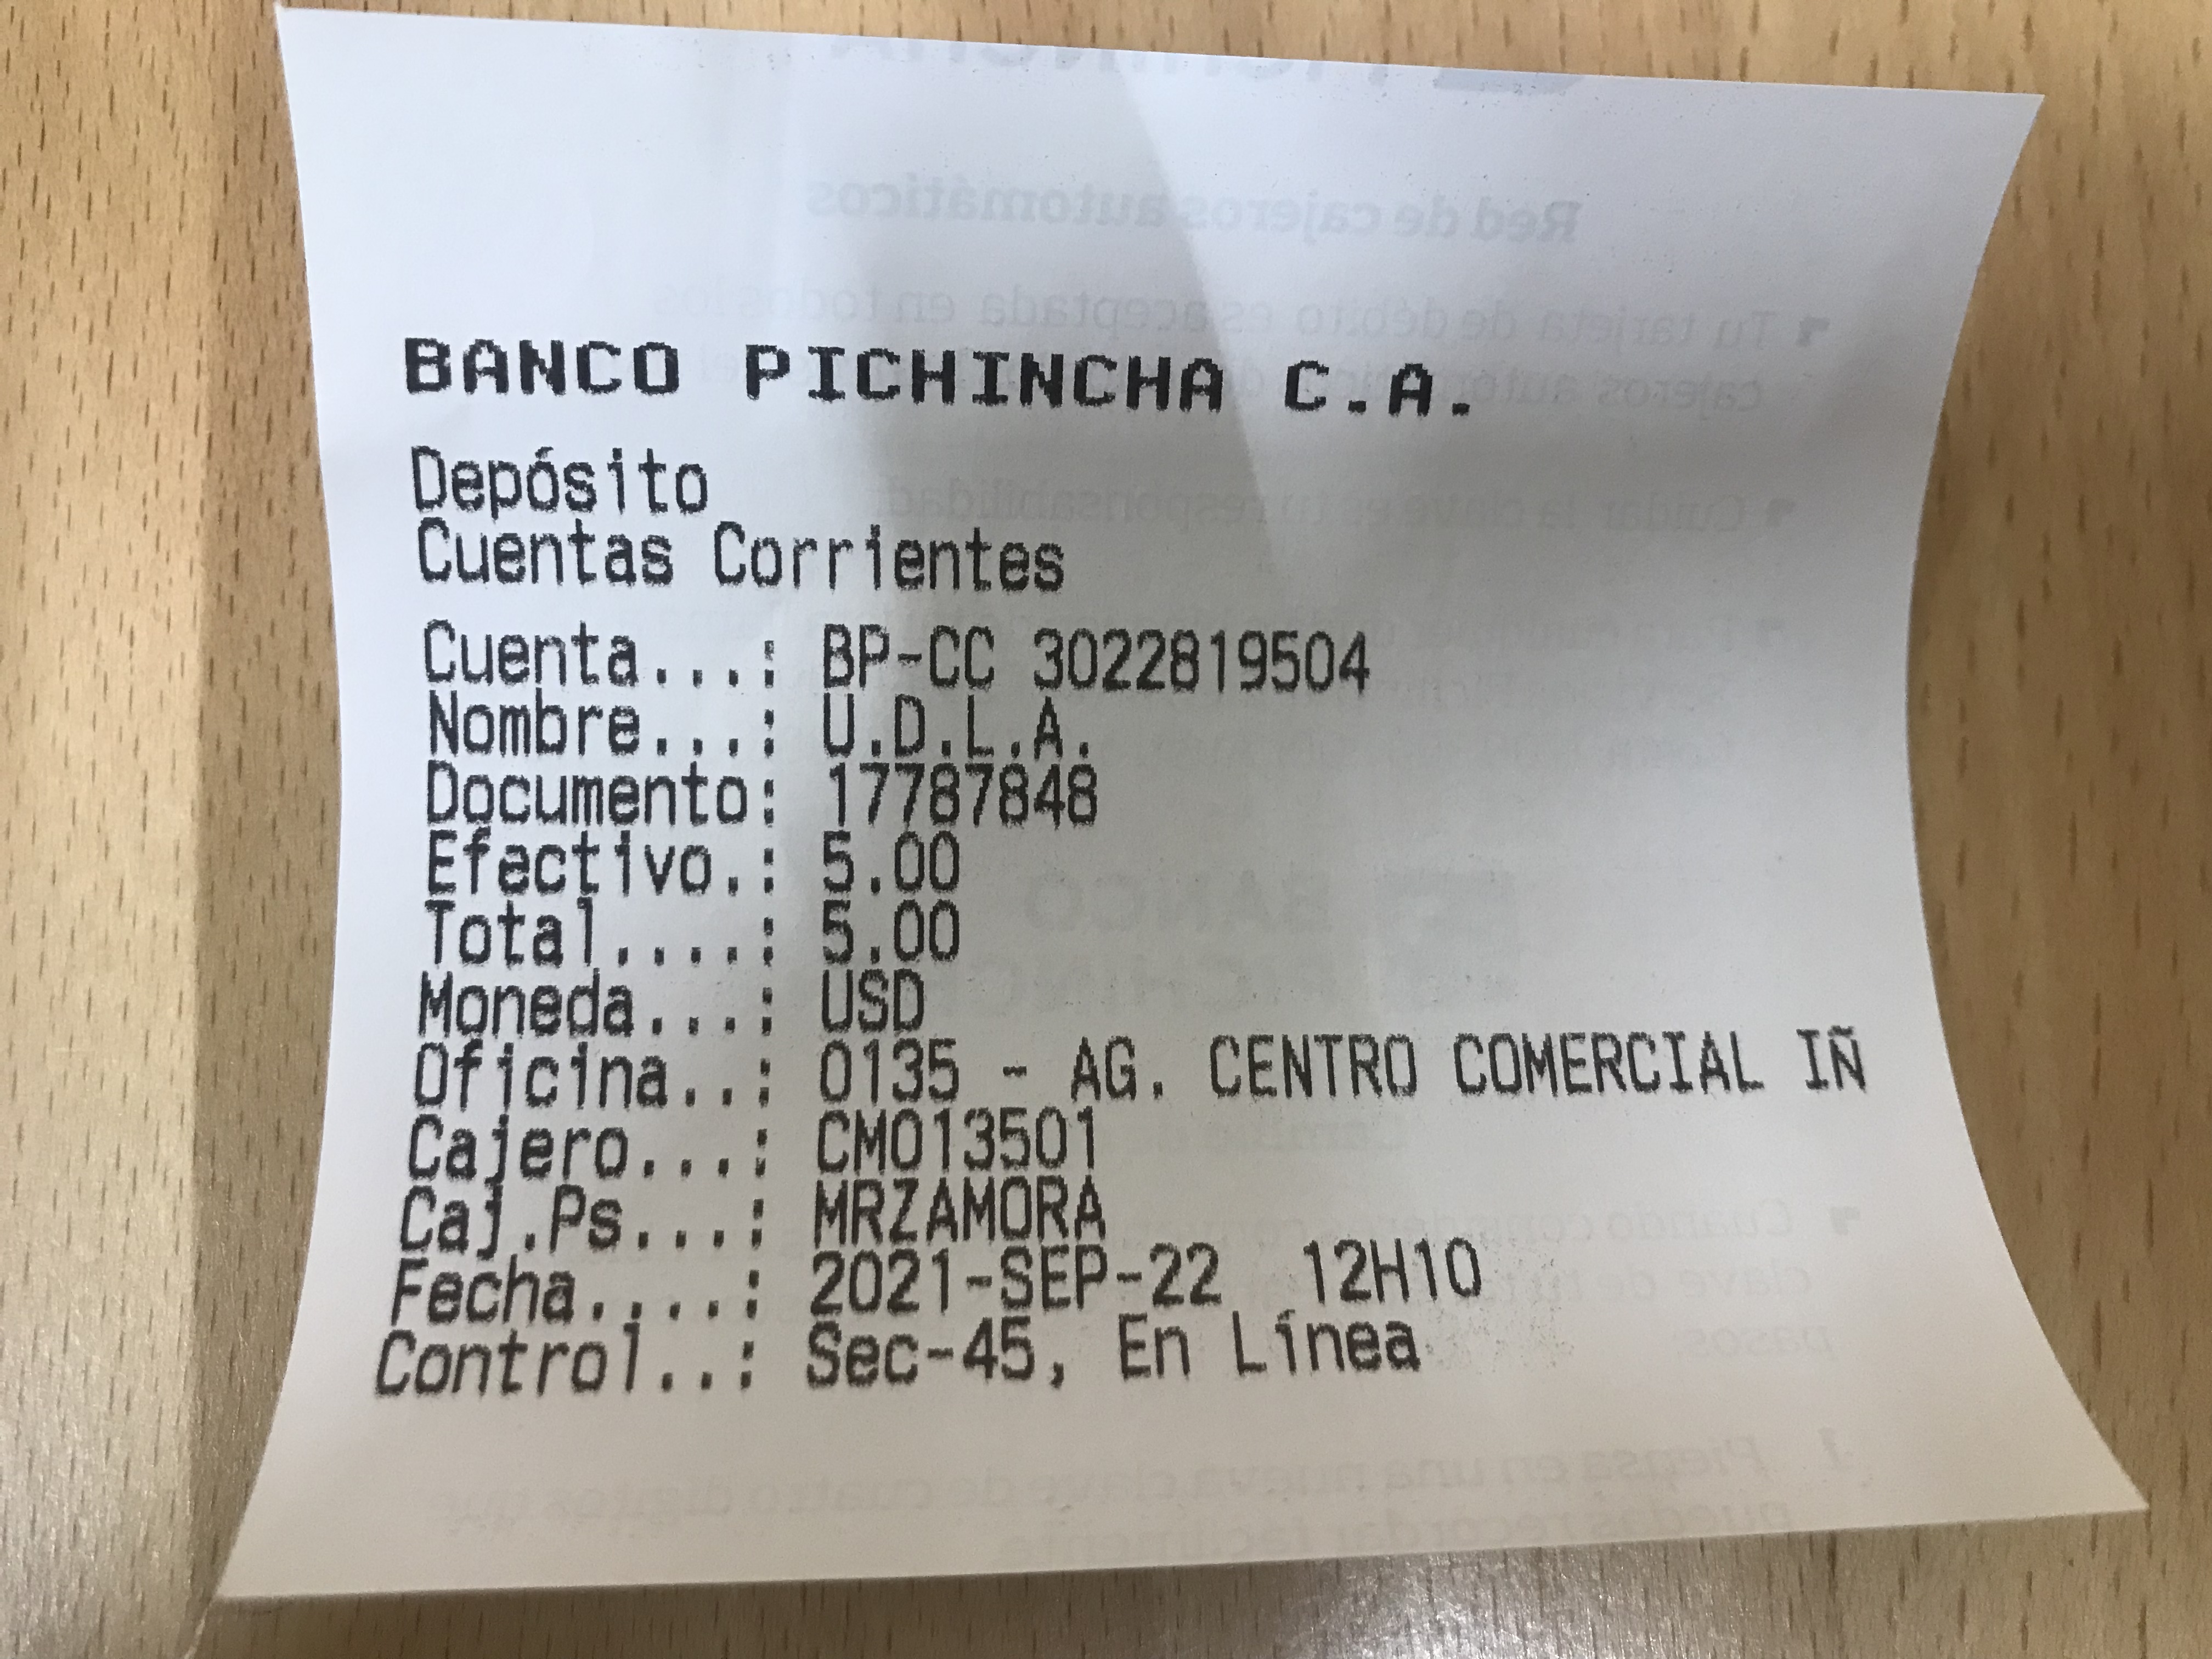 BANCO PICHINCHA C.A.
Depósito
Cuentas Corrientes
Cuenta...: BP-CC 3022819504
Nombre...: U.D.L.A.
Documento: 17787848
Efectivo.: 5.00
Total....: 5.00
Moneda...: USD
Oficina..: 0135 - AG. CENTRO COMERCIAL IÑ
Cajero...: CM013501
Caj.Ps...: MRZAMORA
Fecha....: 2021-SEP-22 12H10
Control..: Sec-45, En Línea